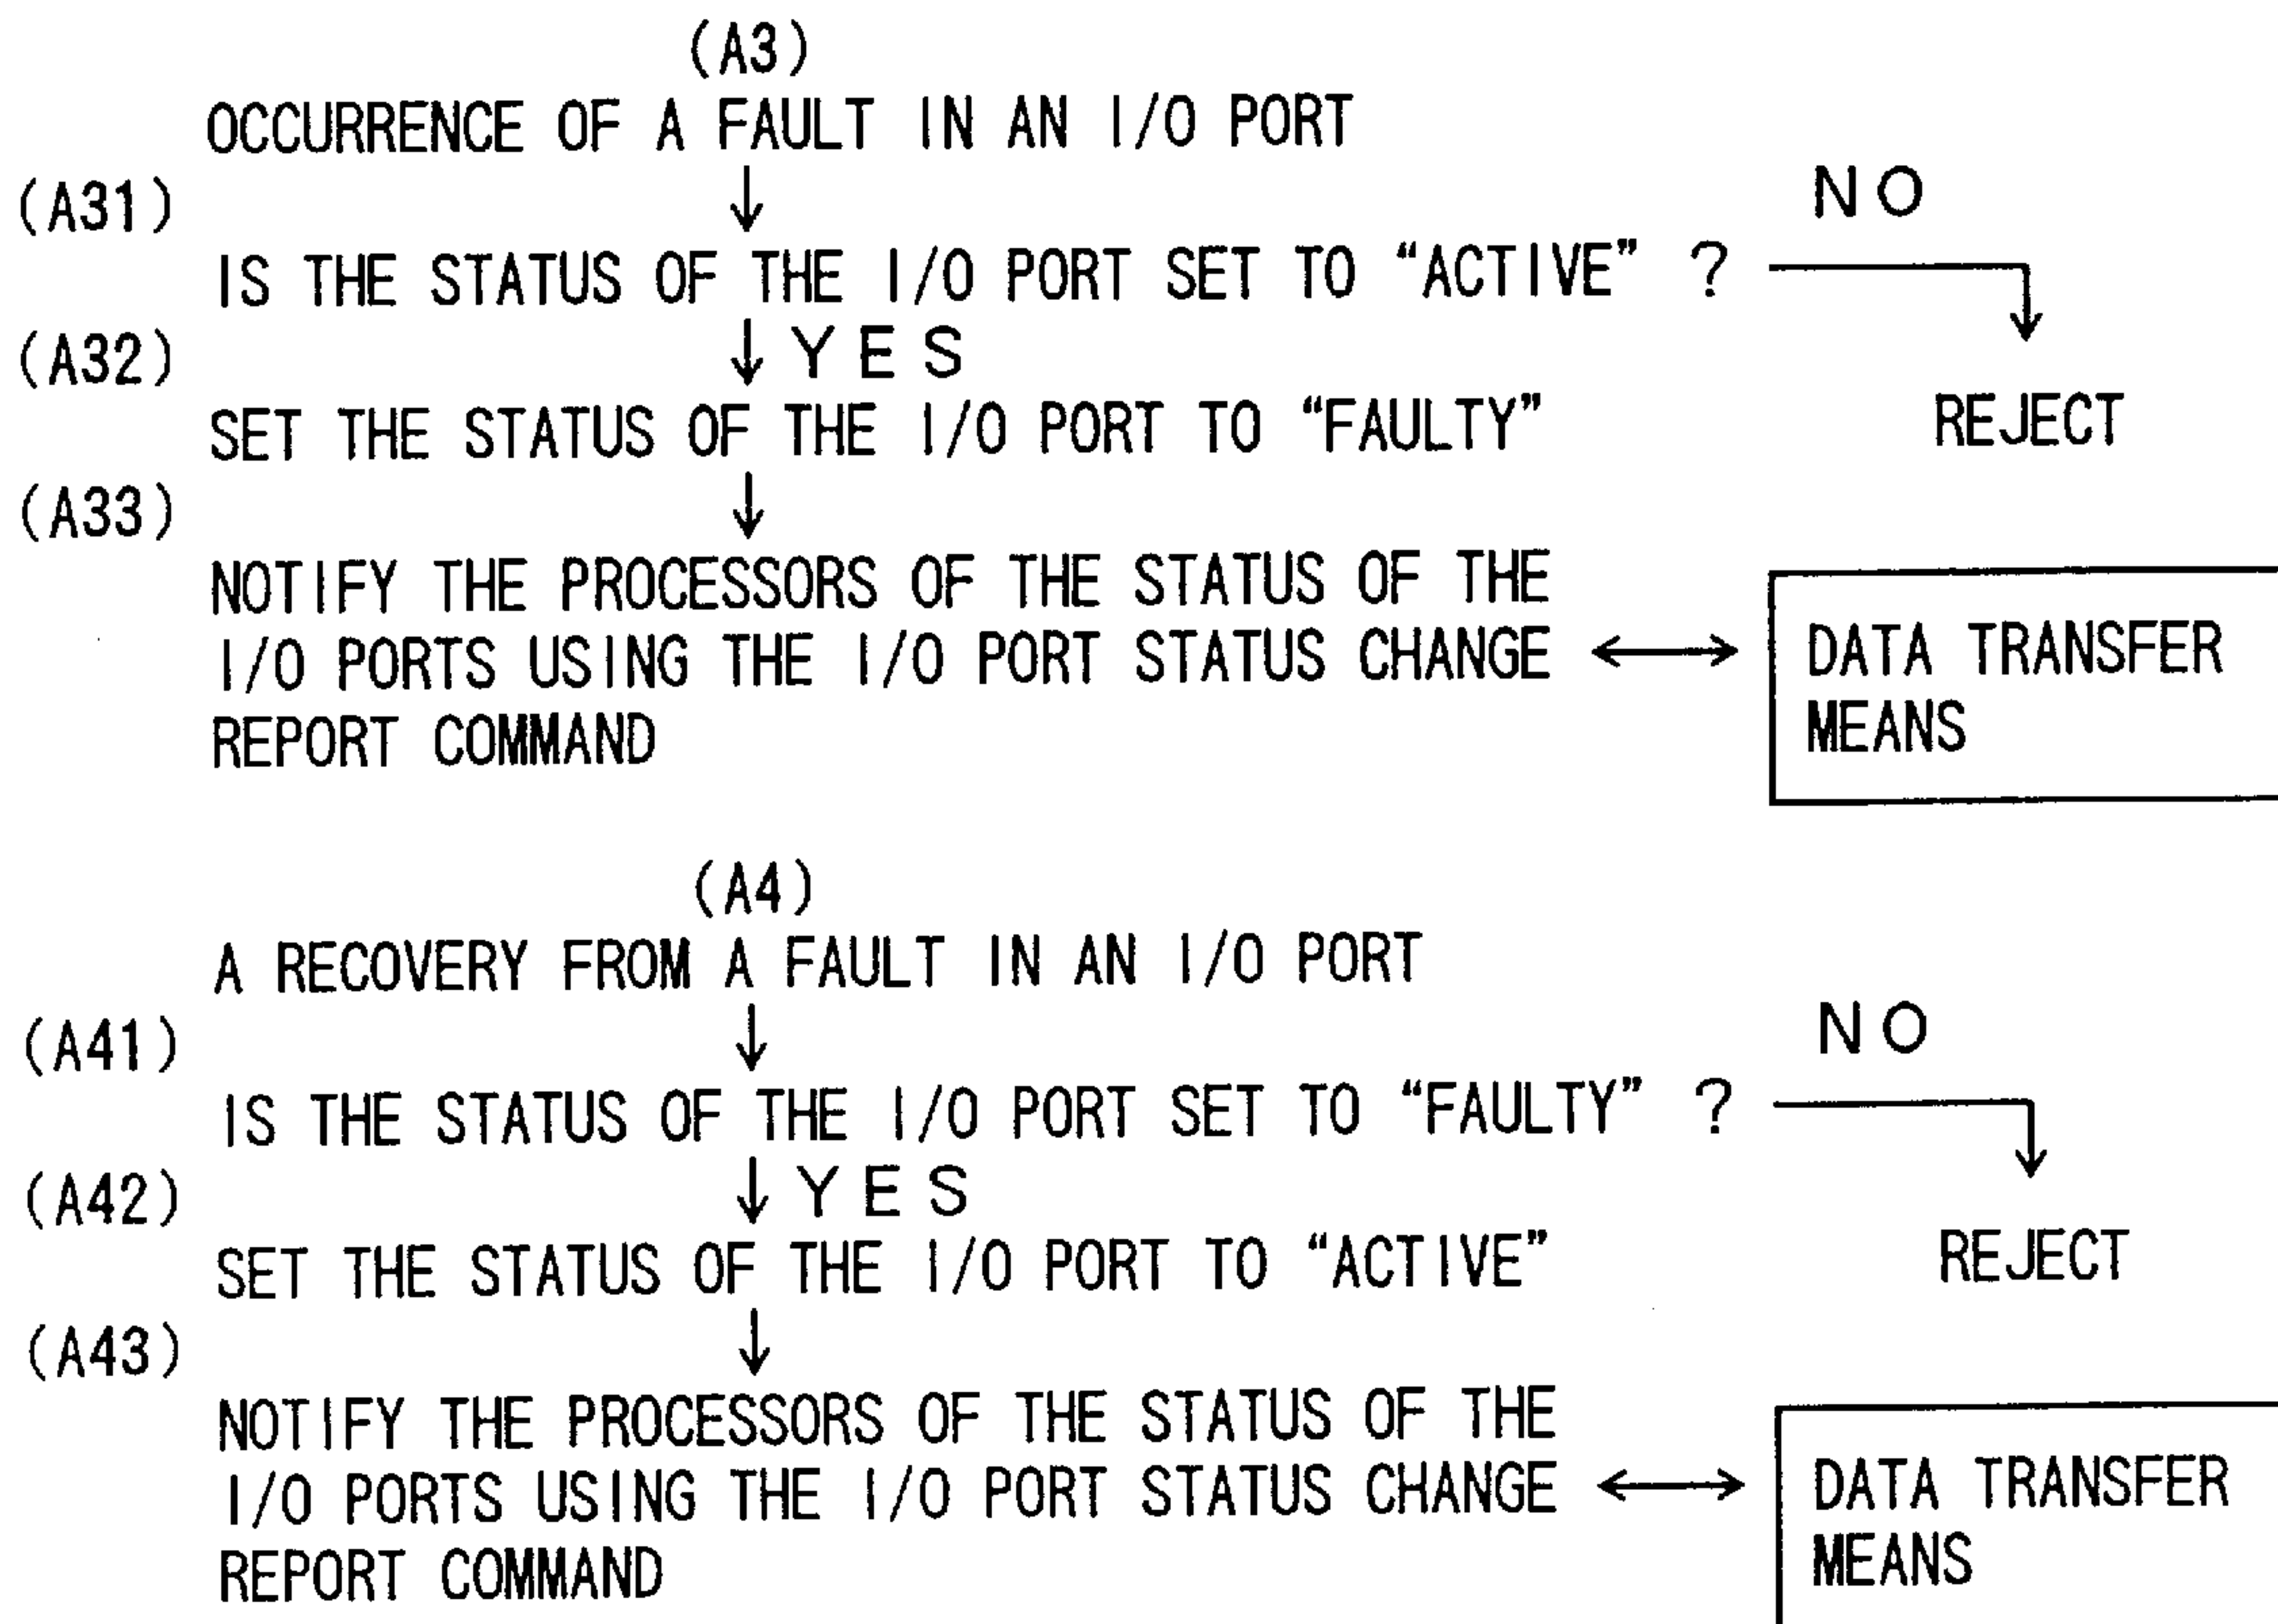 (A3)
OCCURRENCE OF A FAULT IN AN I/O PORT
(A31)
NO
IS THE STATUS OF THE I/O PORT SET TO “ACTIVE” ?
(A32)
YES
SET THE STATUS OF THE I/O PORT TO “FAULTY”
REJECT
(A33)
NOTIFY THE PROCESSORS OF THE STATUS OF THE
I/O PORTS USING THE I/O PORT STATUS CHANGE
REPORT COMMAND
DATA TRANSFER
MEANS
(A4)
A RECOVERY FROM A FAULT IN AN I/O PORT
(A41)
NO
IS THE STATUS OF THE I/O PORT SET TO “FAULTY” ?
(A42)
YES
SET THE STATUS OF THE I/O PORT TO “ACTIVE”
REJECT
(A43)
NOTIFY THE PROCESSORS OF THE STATUS OF THE
I/O PORTS USING THE I/O PORT STATUS CHANGE
REPORT COMMAND
DATA TRANSFER
MEANS